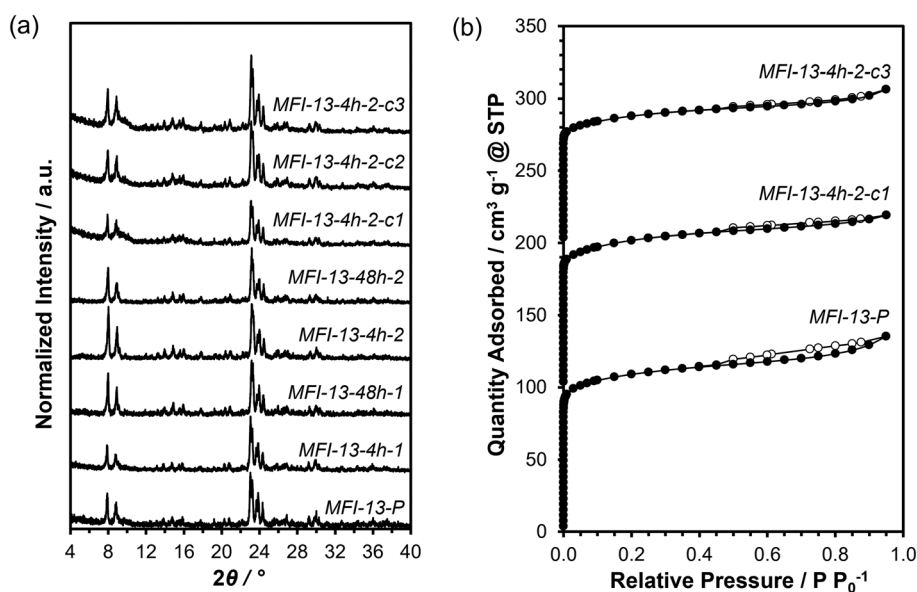 (a)
Normalized Intensity / a.u.
MFI-13-4h-2-c3
MFI-13-4h-2-c2
MFI-13-4h-2-c1
MFI-13-48h-2
MFI-13-4h-2
MFI-13-48h-1
MFI-13-4h-1
MFI-13-P
4 8 12 16 20 24 28 32 36 40
2θ / °
(b)
Quantity Adsorbed / cm³ g⁻¹ @ STP
350
300
250
200
150
100
50
0
MFI-13-4h-2-c3
MFI-13-4h-2-c1
MFI-13-P
0.0 0.2 0.4 0.6 0.8 1.0
Relative Pressure / P P₀⁻¹